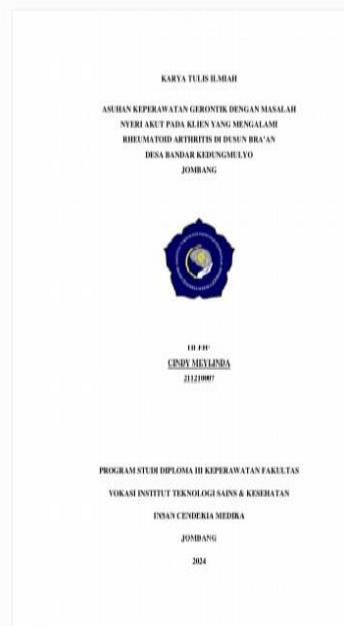 KARYA TULIS ILMIAH
ASUHAN KEPERAWATAN GERONTIK DENGAN MASALAH
NYERI AKUT PADA KLIEN YANG MENGALAMI
RHEUMATOID ARTHRITIS DI DUSUN BRA'AN
DESA BANDAR KEDUNGMULYO
JOMBANG
OLEH:
CINDY MEYLINDA
211210007
PROGRAM STUDI DIPLOMA III KEPERAWATAN FAKULTAS
VOKASI INSTITUT TEKNOLOGI SAINS & KESEHATAN
INSAN CENDEKIA MEDIKA
JOMBANG
2024